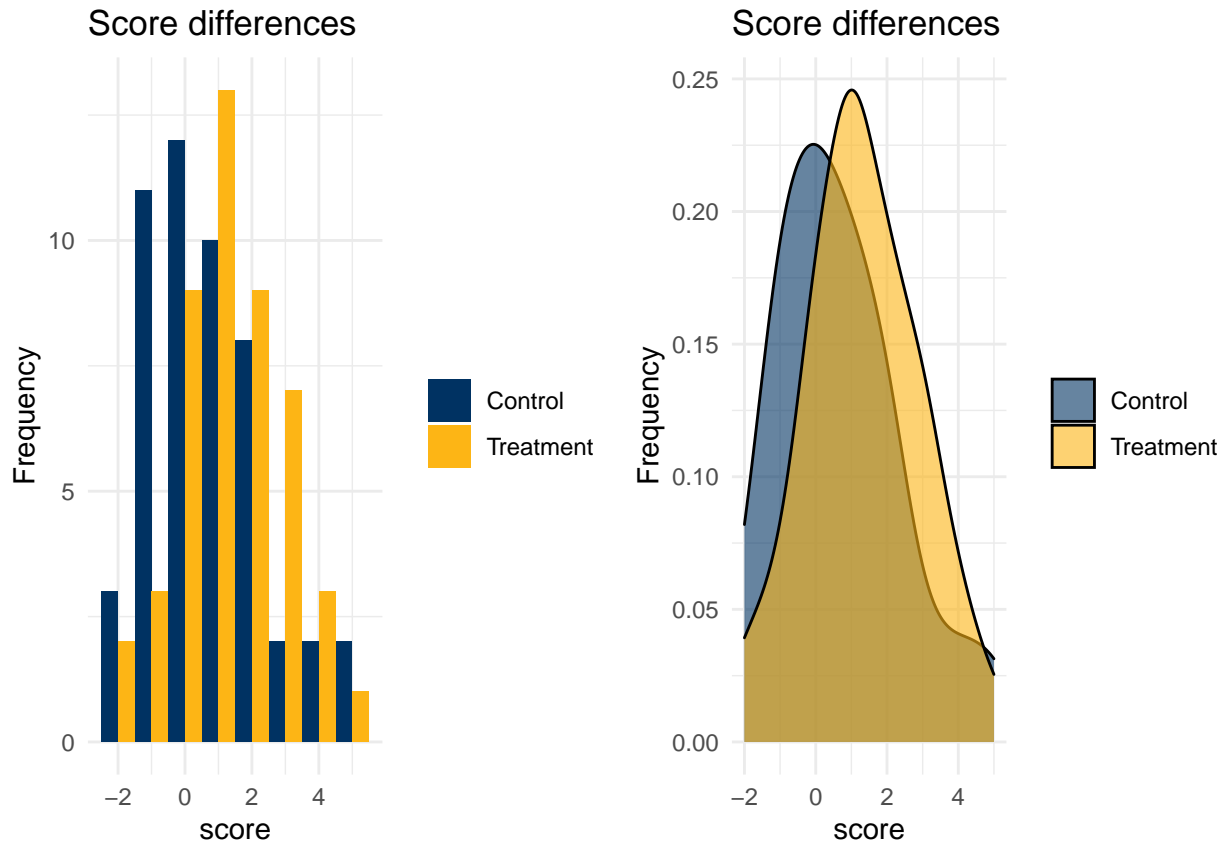 Score differences
Frequency
10
5
0
−2 0 2 4
score
Control
Treatment
Score differences
Frequency
0.25
0.20
0.15
0.10
0.05
0.00
−2 0 2 4
score
Control
Treatment